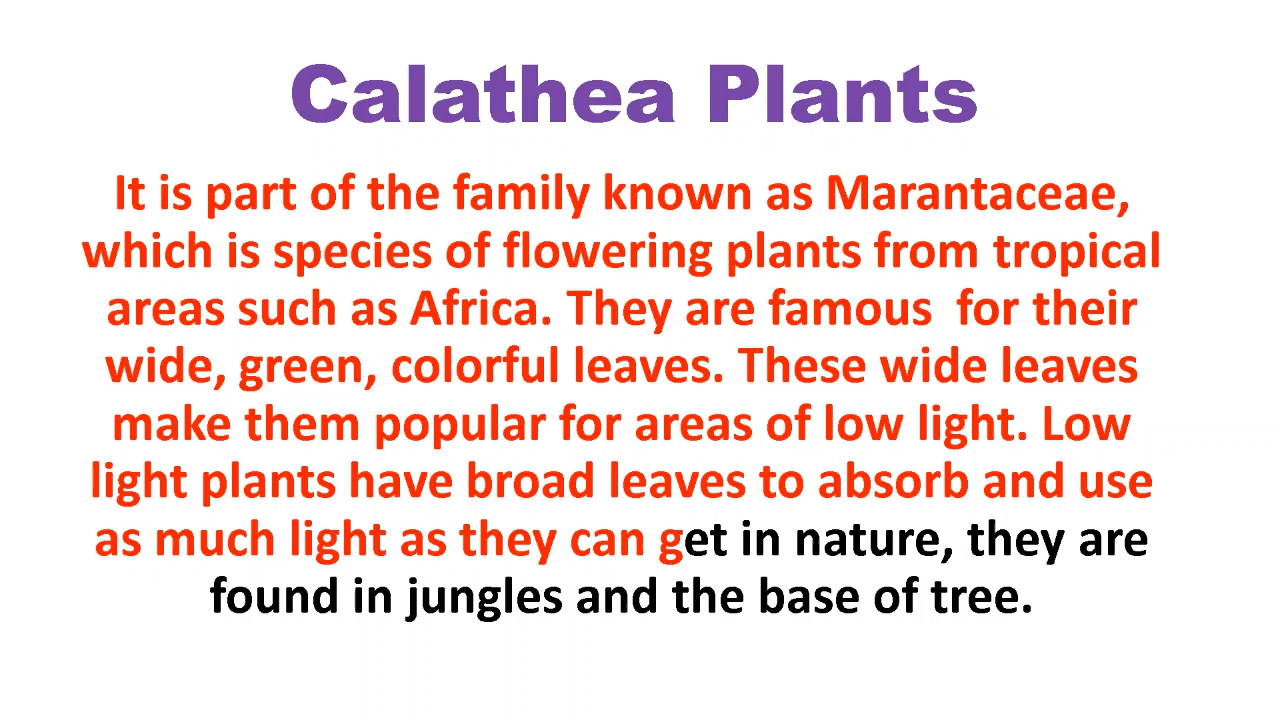 Calathea Plants
It is part of the family known as Marantaceae,
which is species of flowering plants from tropical
areas such as Africa. They are famous  for their
wide, green, colorful leaves. These wide leaves
make them popular for areas of low light. Low
light plants have broad leaves to absorb and use
as much light as they can get in nature, they are
found in jungles and the base of tree.